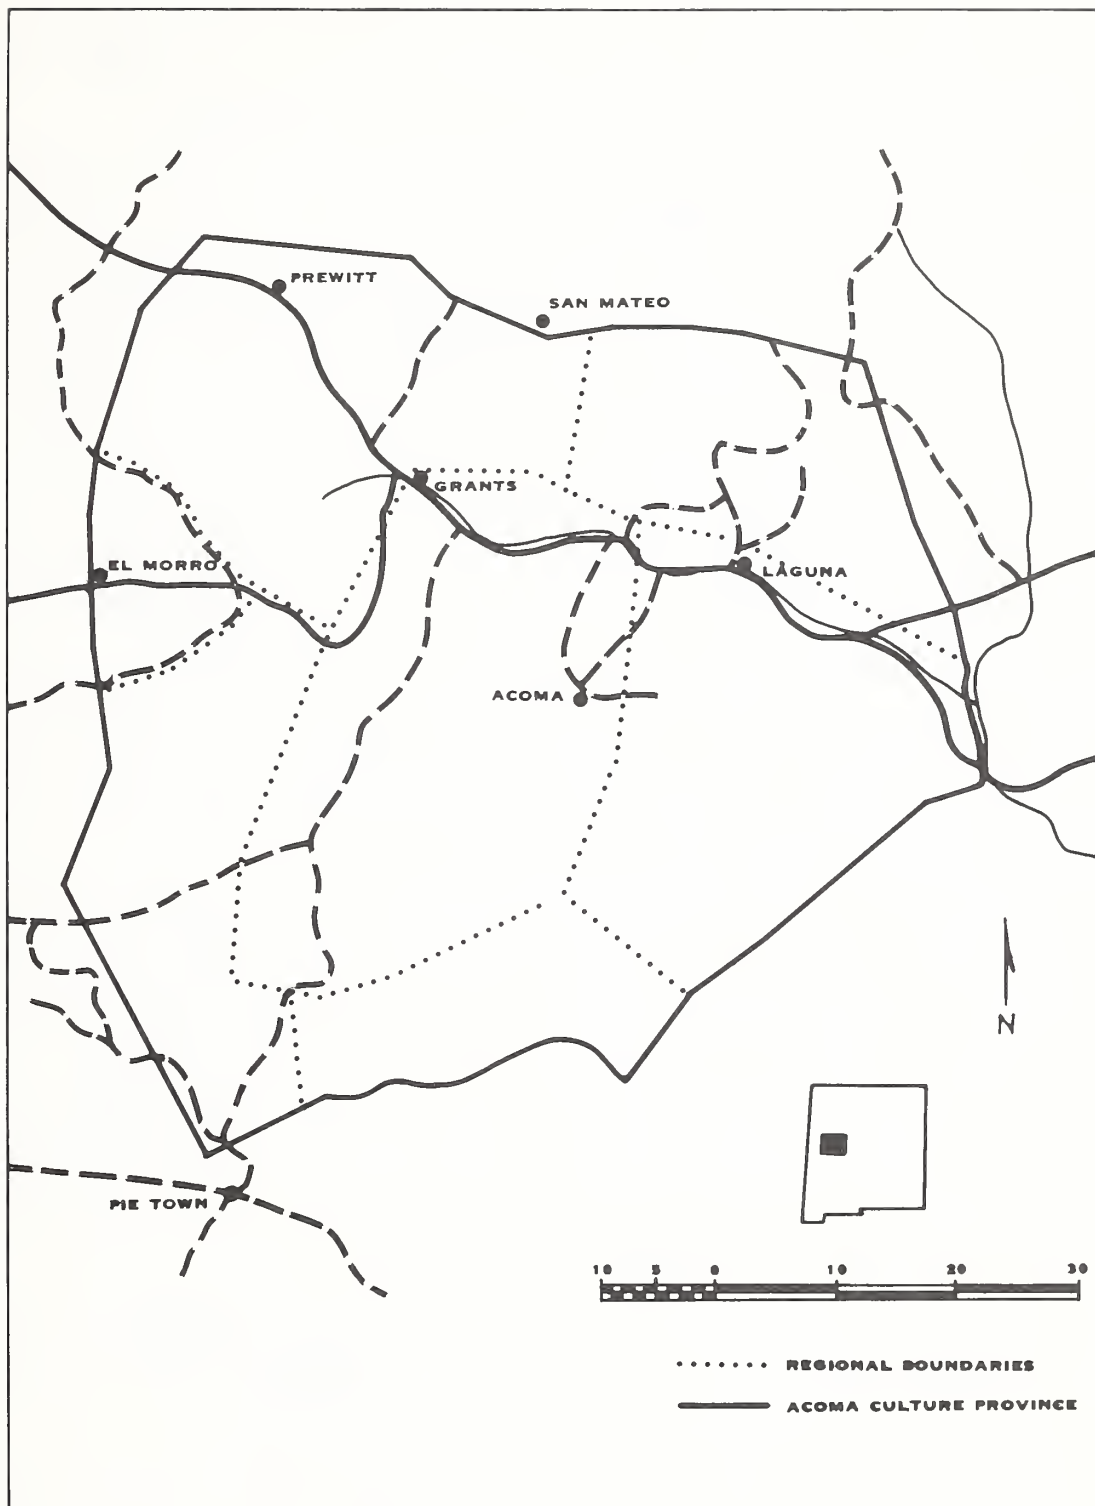 PREWITT
SAN MATEO
GRANTS
EL MORRO
LAGUNA
ACOMA
N
PIE TOWN
10 5 0 10 20 30
REGIONAL BOUNDARIES
ACOMA CULTURE PROVINCE